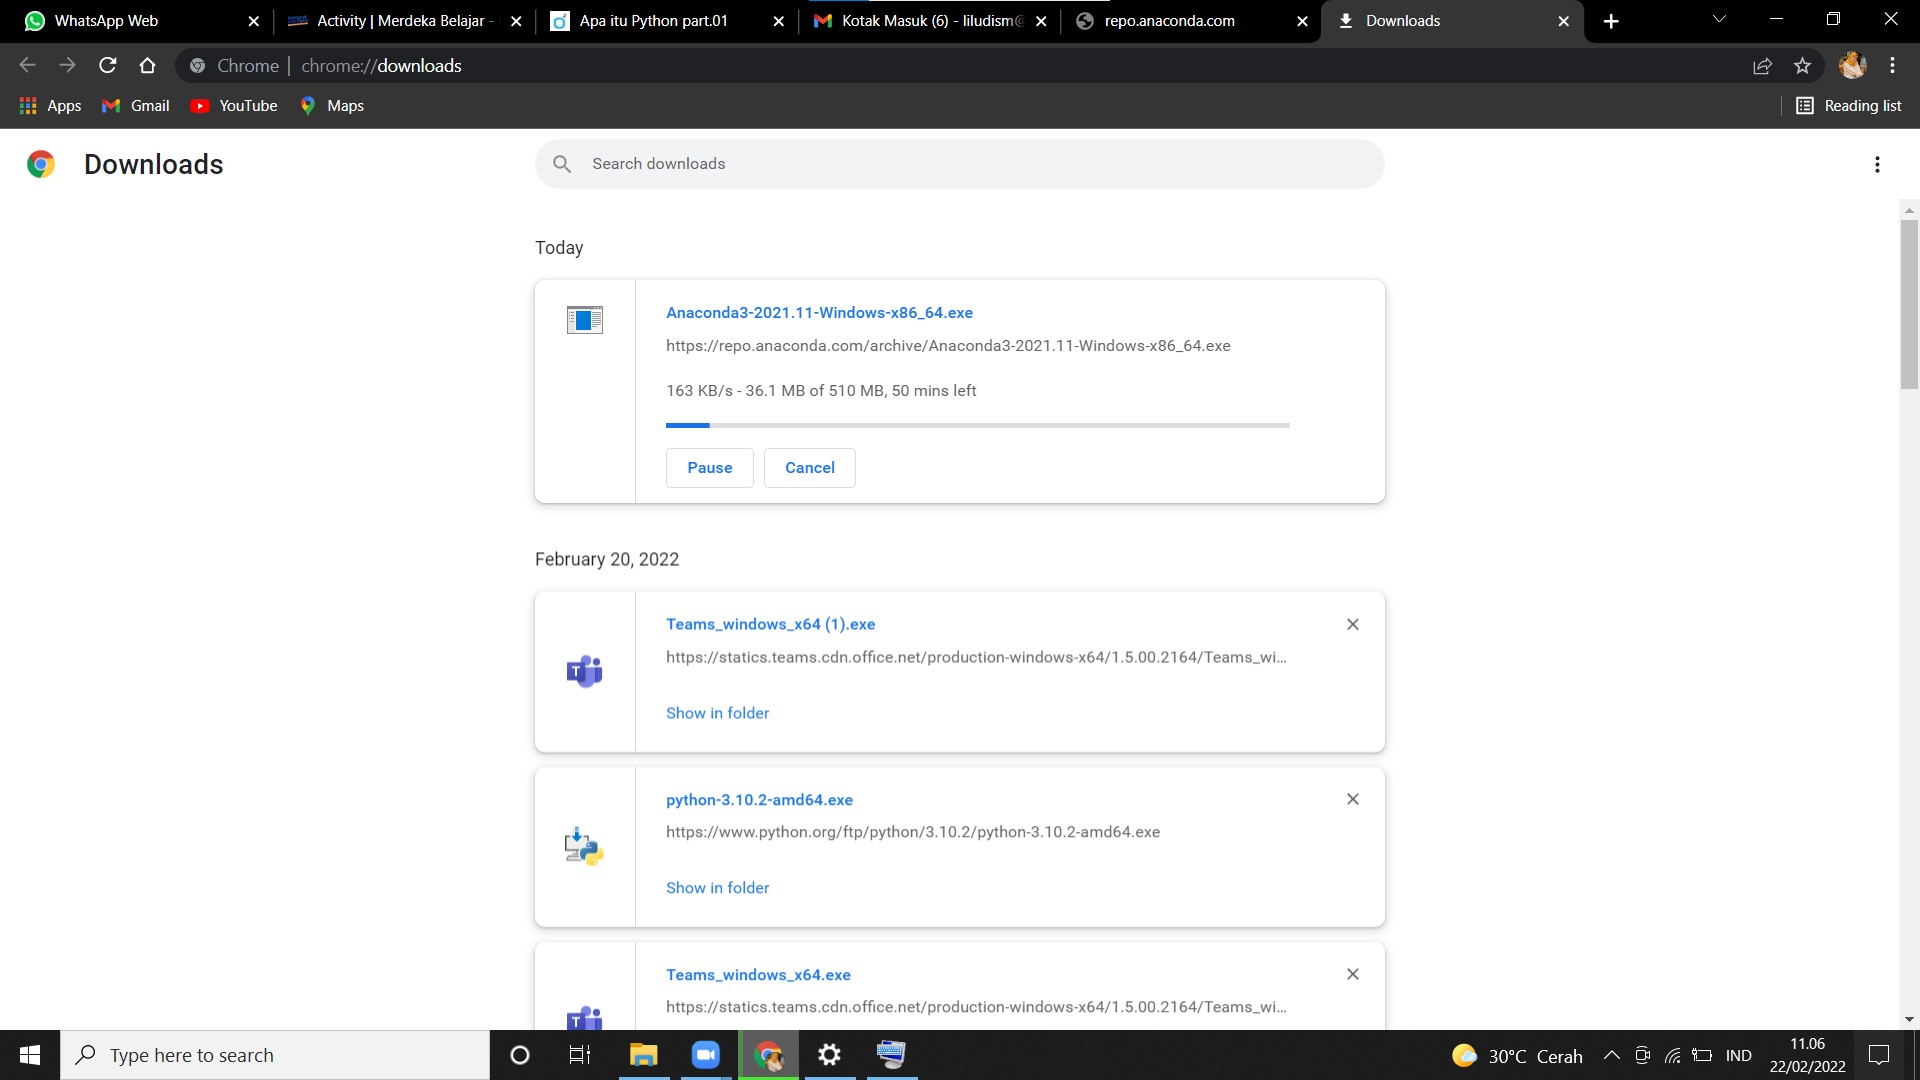 WhatsApp Web
Activity | Merdeka Belajar -
Apa itu Python part.01
Kotak Masuk (6) - liludism@
repo.anaconda.com
Downloads
Chrome | chrome://downloads
Apps
Gmail
YouTube
Maps
Reading list
Downloads
Search downloads
Today
Anaconda3-2021.11-Windows-x86_64.exe
https://repo.anaconda.com/archive/Anaconda3-2021.11-Windows-x86_64.exe
163 KB/s - 36.1 MB of 510 MB, 50 mins left
Pause
Cancel
February 20, 2022
Teams_windows_x64 (1).exe
https://statics.teams.cdn.office.net/production-windows-x64/1.5.00.2164/Teams_wi...
Show in folder
python-3.10.2-amd64.exe
https://www.python.org/ftp/python/3.10.2/python-3.10.2-amd64.exe
Show in folder
Teams_windows_x64.exe
https://statics.teams.cdn.office.net/production-windows-x64/1.5.00.2164/Teams_wi...
Type here to search
30°C Cerah
IND
11.06
22/02/2022